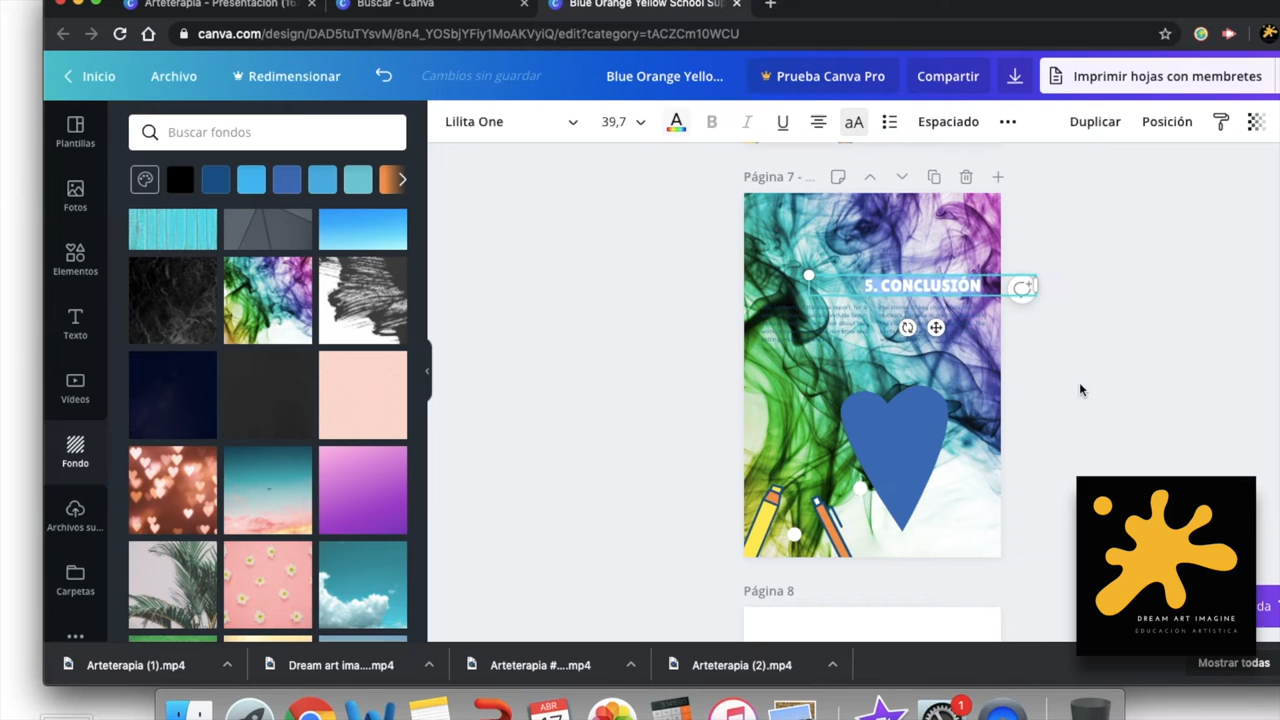 Arteterapia - Presentación (16:
Buscar - Canva
Blue Orange Yellow School Sup
canva.com/design/DAD5tuTYsvM/8n4_YOSbjYFiy1MoAKVyiQ/edit?category=tACZCm10WCU
Inicio
Archivo
Redimensionar
Cambios sin guardar
Blue Orange Yello...
Prueba Canva Pro
Compartir
Imprimir hojas con membretes
Plantillas
Fotos
Elementos
Texto
Vídeos
Fondo
Archivos su...
Carpetas
Buscar fondos
Lilita One
39,7
A
B
I
U
aA
Espaciado
Duplicar
Posición
Página 7 - ...
5. CONCLUSIÓN
Página 8
DREAM ART IMAGINE
EDUCACIÓN ARTÍSTICA
da
Arteterapia (1).mp4
Dream art ima....mp4
Arteterapia #....mp4
Arteterapia (2).mp4
Mostrar todas
ABR
17
1